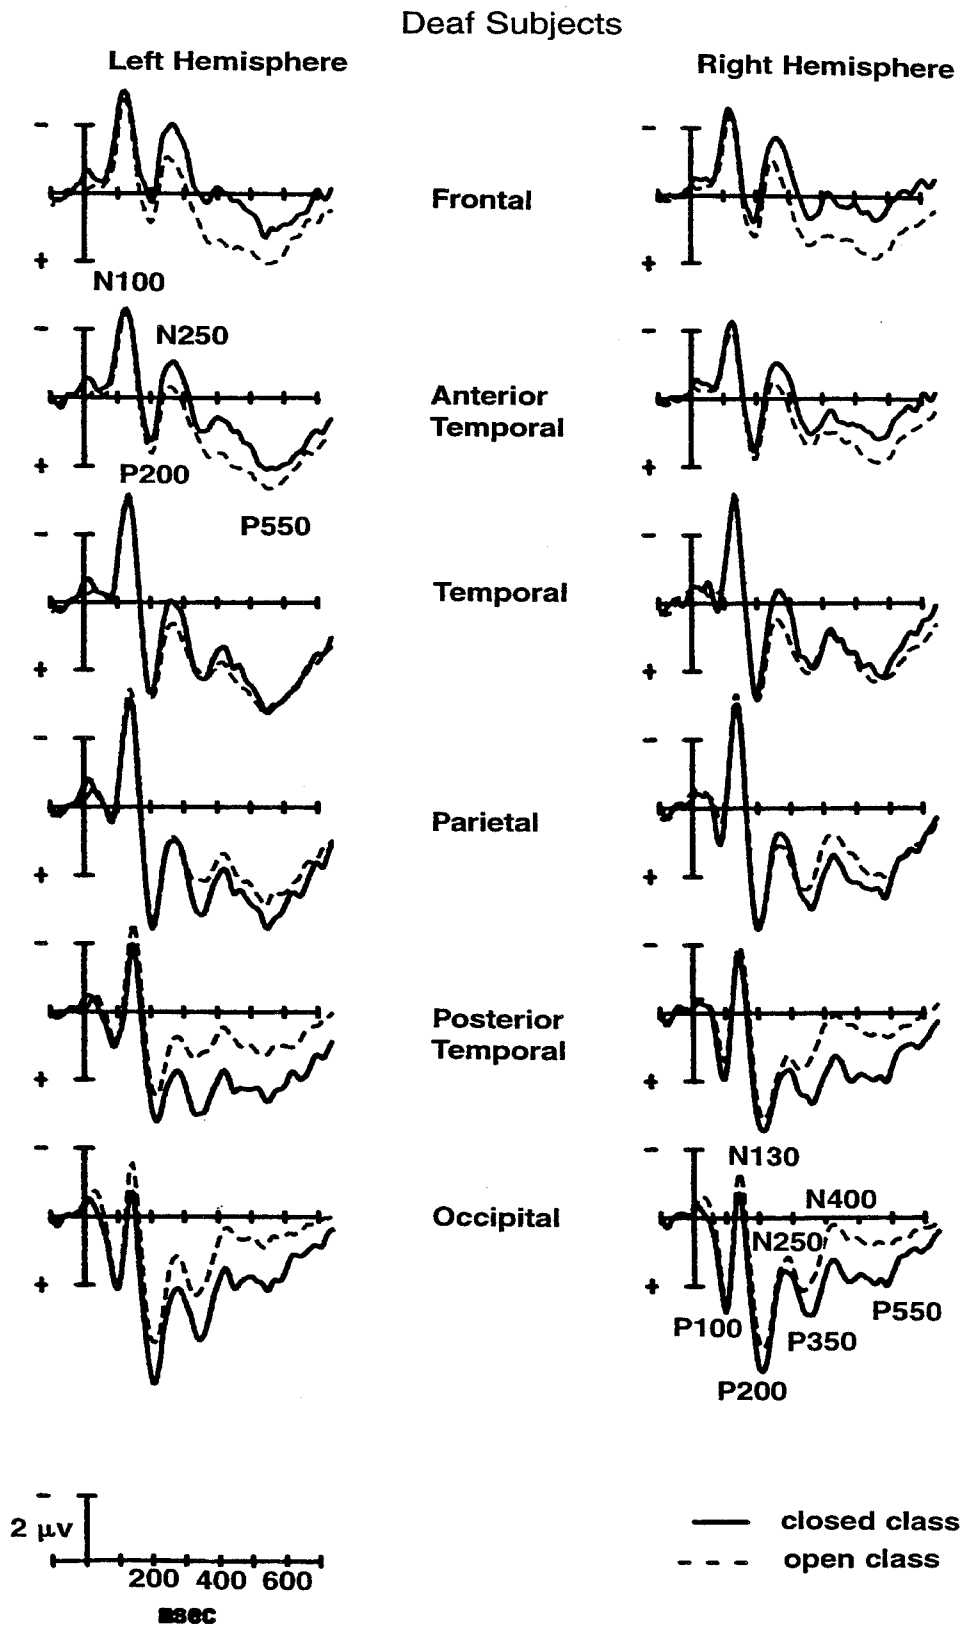 Deaf Subjects
Left Hemisphere
Right Hemisphere
−
−
Frontal
+
+
N100
−
N250
−
Anterior
Temporal
+
+
P200
P550
−
−
Temporal
+
+
−
−
Parietal
+
+
−
−
Posterior
Temporal
+
+
−
−
N130
N400
Occipital
N250
+
+
P550
P100
P350
P200
−
2 μv
closed class
open class
200 400 600
msec